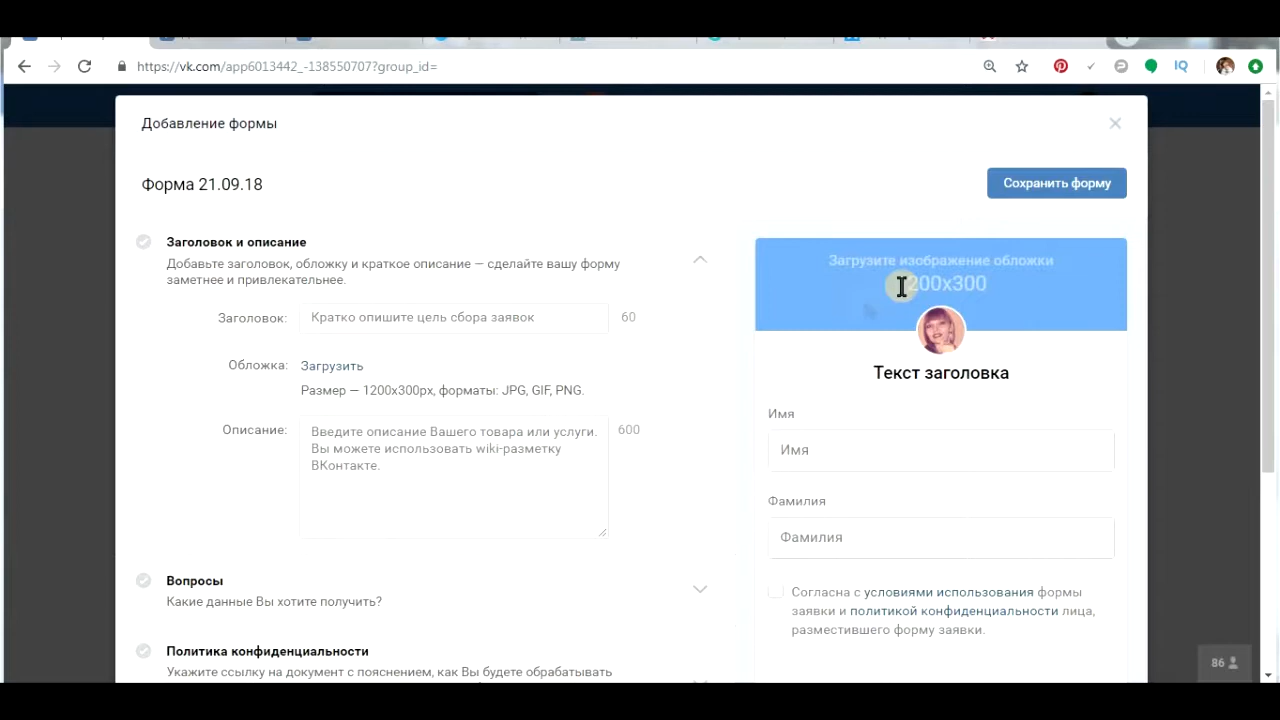 https://vk.com/app6013442_-138550707?group_id=
IQ
Добавление формы
Форма 21.09.18
Сохранить форму
Заголовок и описание
Добавьте заголовок, обложку и краткое описание — сделайте вашу форму
заметнее и привлекательнее.
Заголовок:
Кратко опишите цель сбора заявок
60
Обложка:
Загрузить
Размер — 1200x300px, форматы: JPG, GIF, PNG.
Описание:
Введите описание Вашего товара или услуги.
Вы можете использовать wiki-разметку
ВКонтакте.
600
Вопросы
Какие данные Вы хотите получить?
Политика конфиденциальности
Укажите ссылку на документ с пояснением, как Вы будете обрабатывать
Загрузите изображение обложки
1200x300
Текст заголовка
Имя
Имя
Фамилия
Фамилия
Согласна с условиями использования формы
заявки и политикой конфиденциальности лица,
разместившего форму заявки.
86